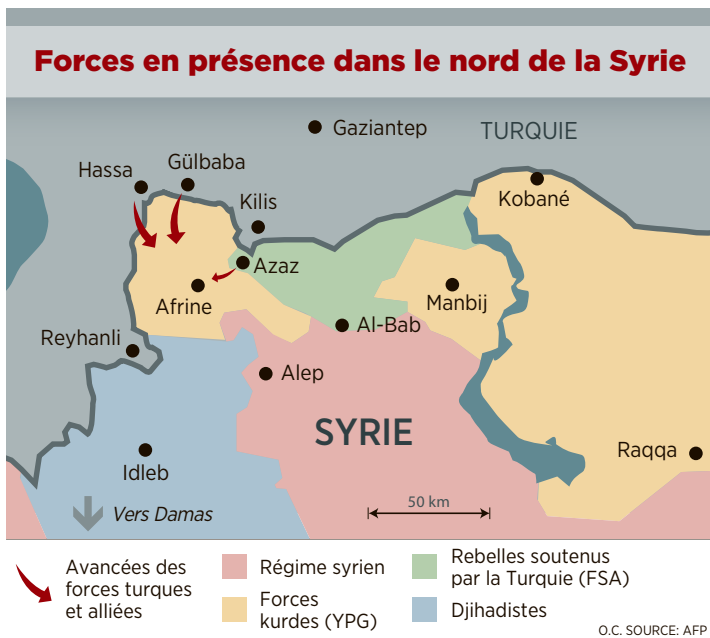 Forces en présence dans le nord de la Syrie
Gaziantep
TURQUIE
Gülbaba
Hassa
Kobané
Kilis
Azaz
Afrine
Manbij
Al-Bab
Reyhanli
Alep
SYRIE
Idleb
Raqqa
50 km
Vers Damas
Avancées des
forces turques
et alliées
Régime syrien
Forces
kurdes (YPG)
Rebelles soutenus
par la Turquie (FSA)
Djihadistes
O.C. SOURCE: AFP